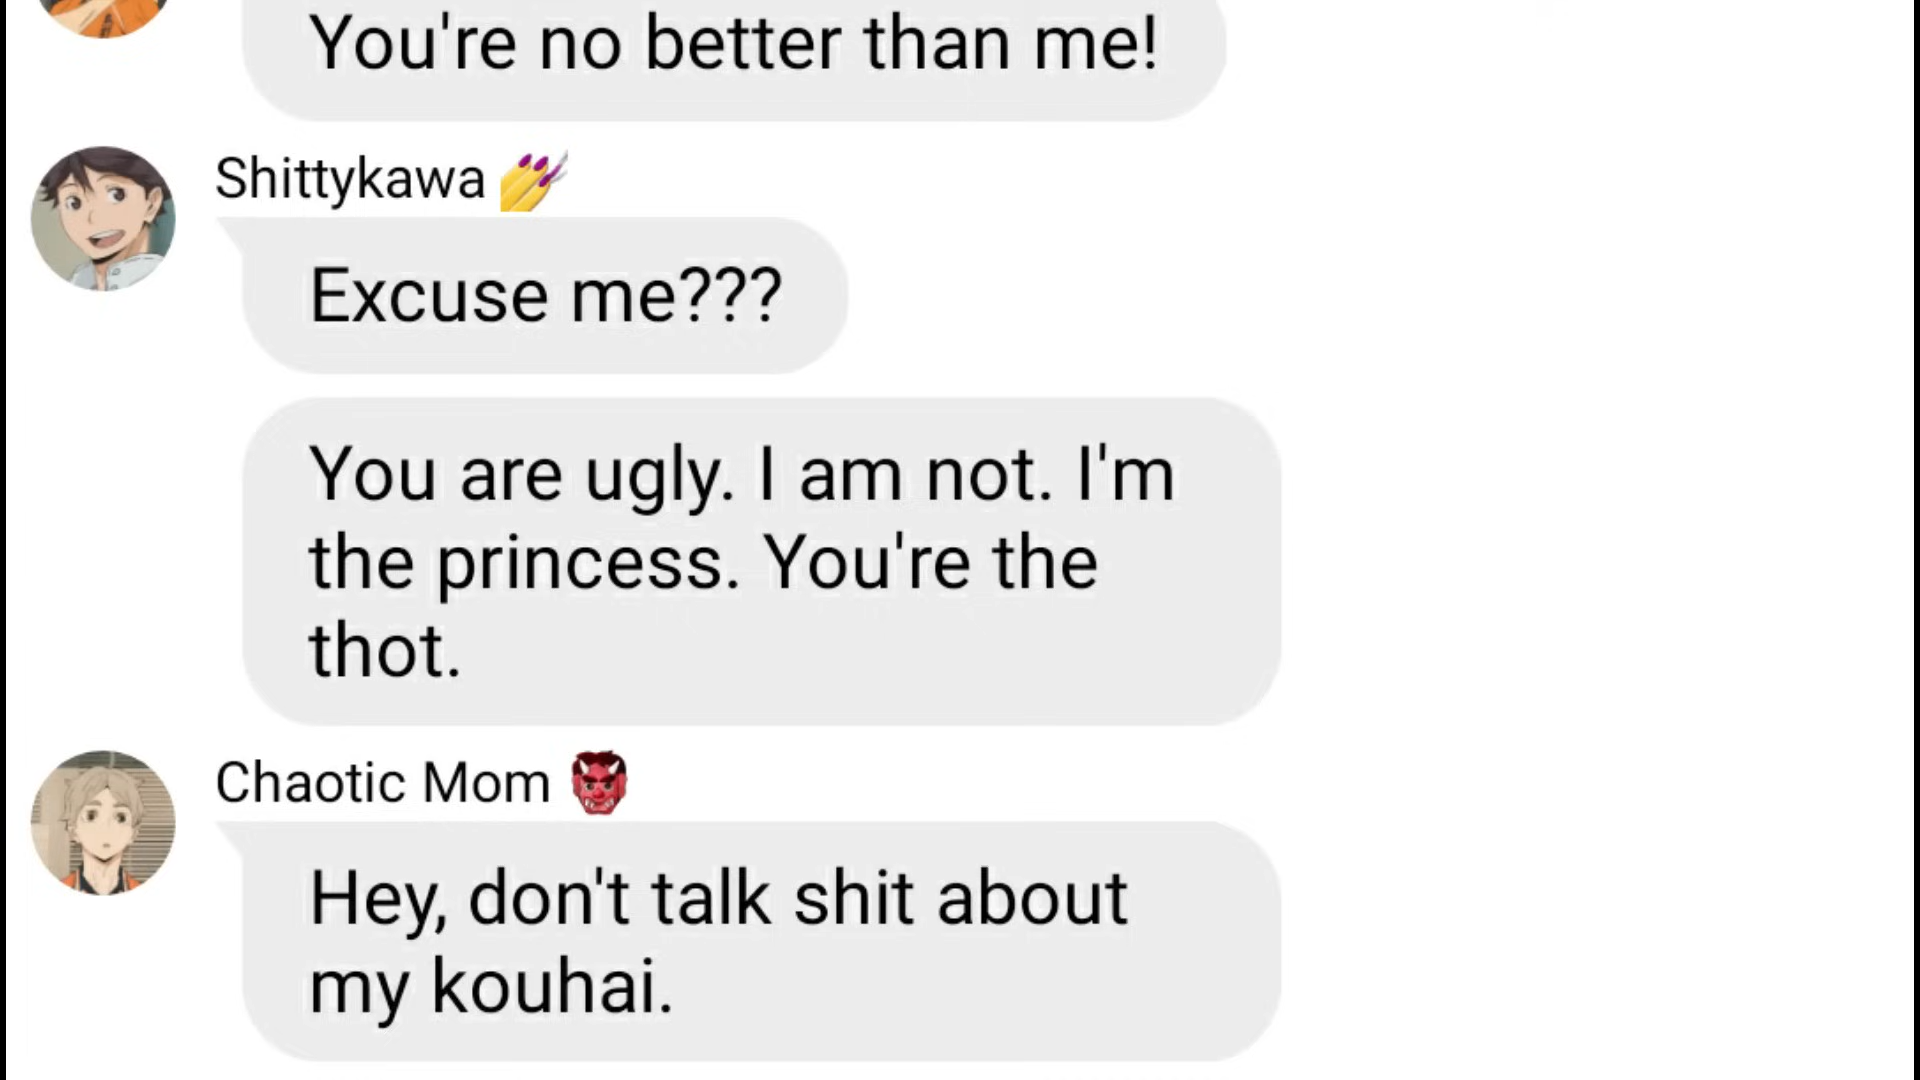 You're no better than me!
Shittykawa 💅
Excuse me???
You are ugly. I am not. I'm
the princess. You're the
thot.
Chaotic Mom 👹
Hey, don't talk shit about
my kouhai.